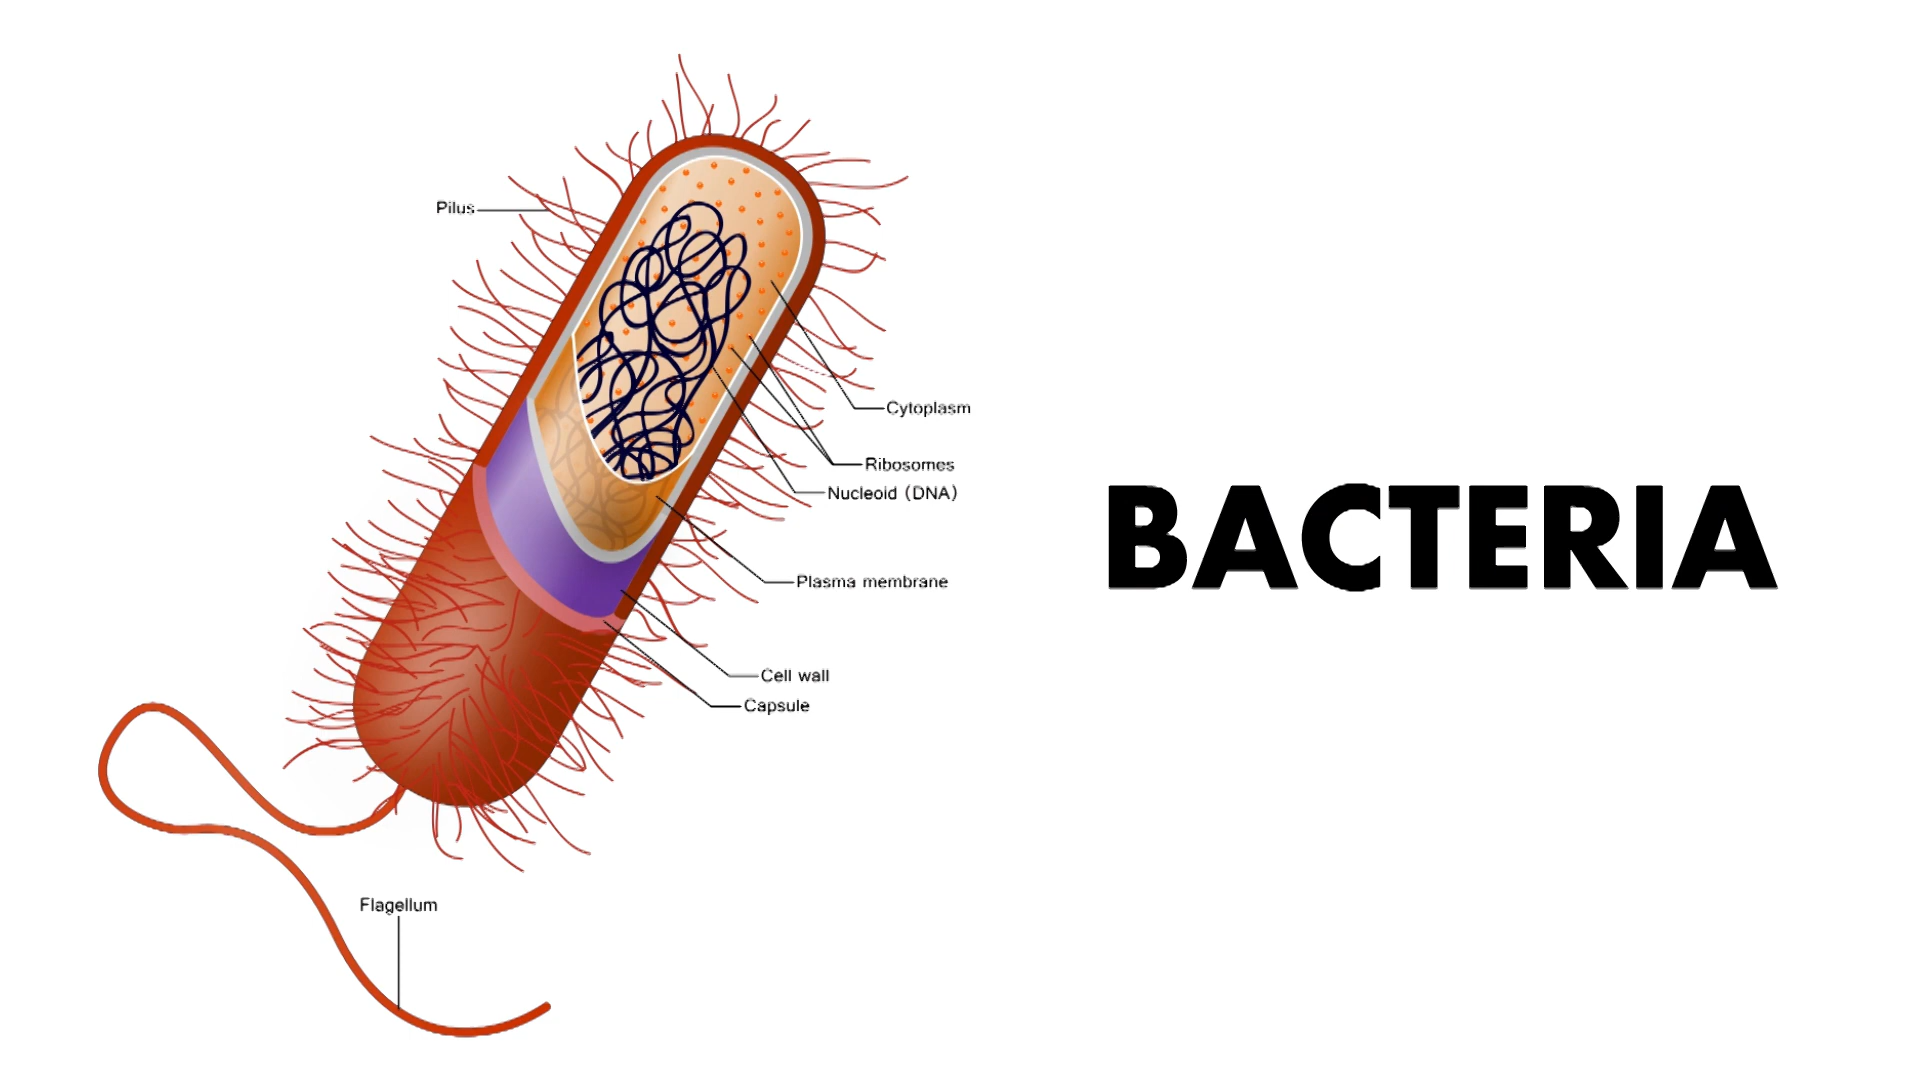 Pilus
Cytoplasm
Ribosomes
Nucleoid (DNA)
Plasma membrane
Cell wall
Capsule
Flagellum
BACTERIA